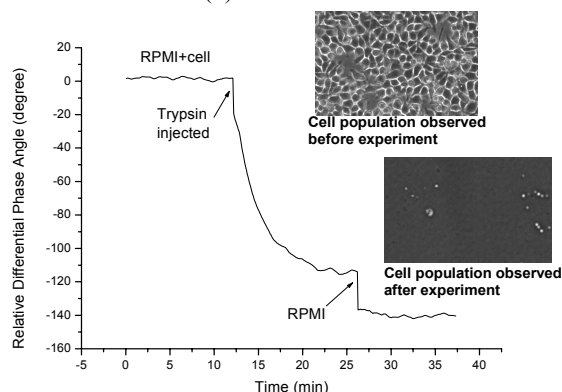 20
0
-20
-40
-60
-80
-100
-120
-140
-160
Relative Differential Phase Angle (degree)
RPMI+cell
Trypsin
injected
Cell population observed
before experiment
Cell population observed
after experiment
RPMI
-5 0 5 10 15 20 25 30 35 40
Time (min)